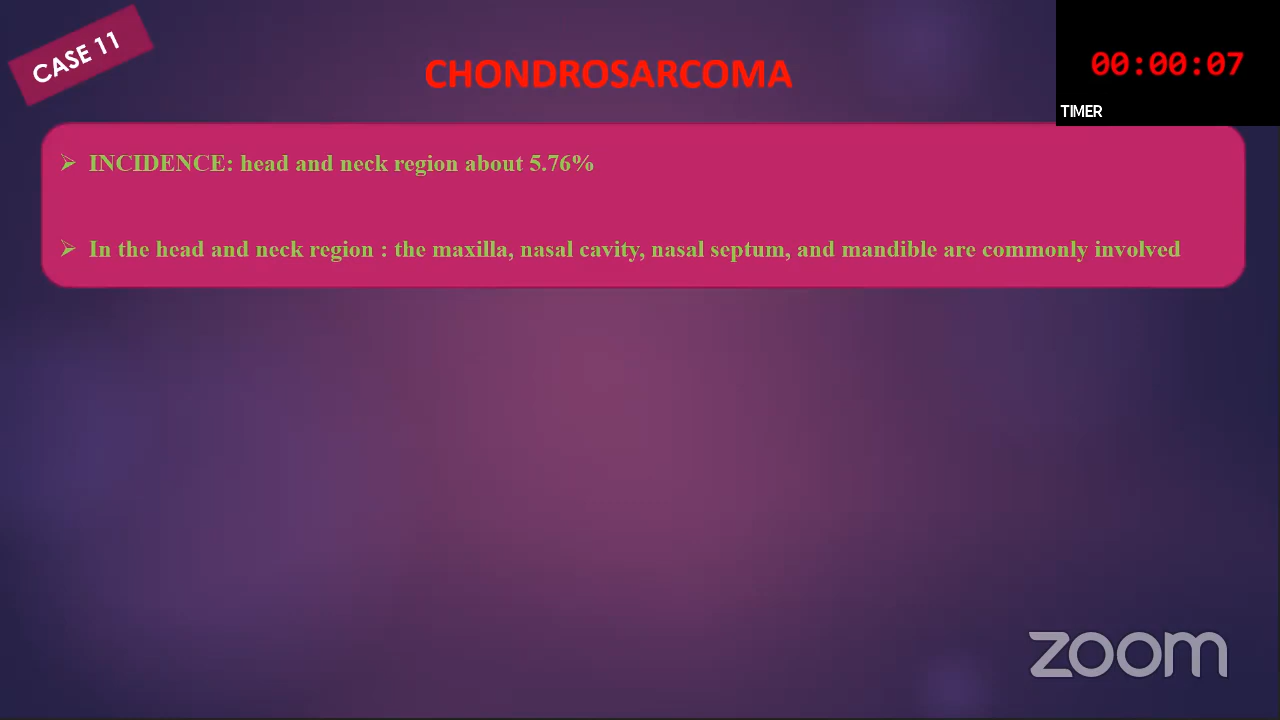 CASE 11
CHONDROSARCOMA
00:00:07
TIMER
➢ INCIDENCE: head and neck region about 5.76%
➢ In the head and neck region : the maxilla, nasal cavity, nasal septum, and mandible are commonly involved
zoom